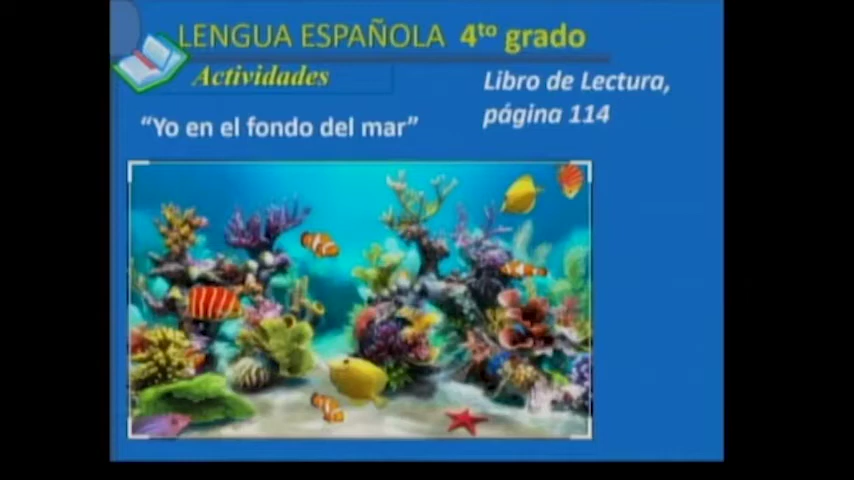 LENGUA ESPAÑOLA 4to grado
Actividades
Libro de Lectura,
página 114
“Yo en el fondo del mar”